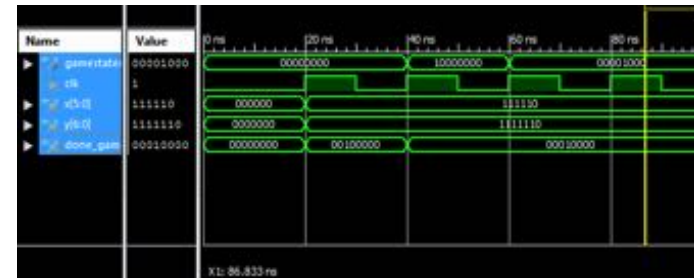 Name Value 0 ns 20 ns 40 ns 60 ns 80 ns
gamestate 00001000 00000000 10000000 00001000
clk 1
x[5:0] 111110 000000 111110
y[6:0] 1111110 0000000 1111110
done_gam 00010000 00000000 00100000 00010000
X1: 86.833 ns